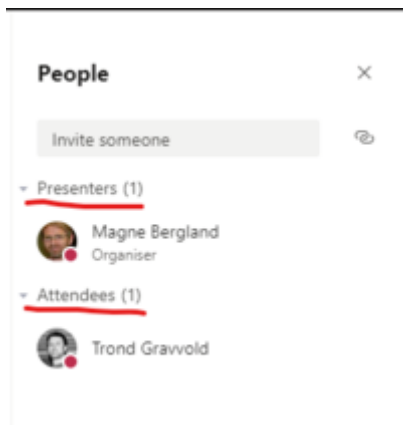 People
Invite someone
Presenters (1)
Magne Bergland
Organiser
Attendees (1)
Trond Gravvold